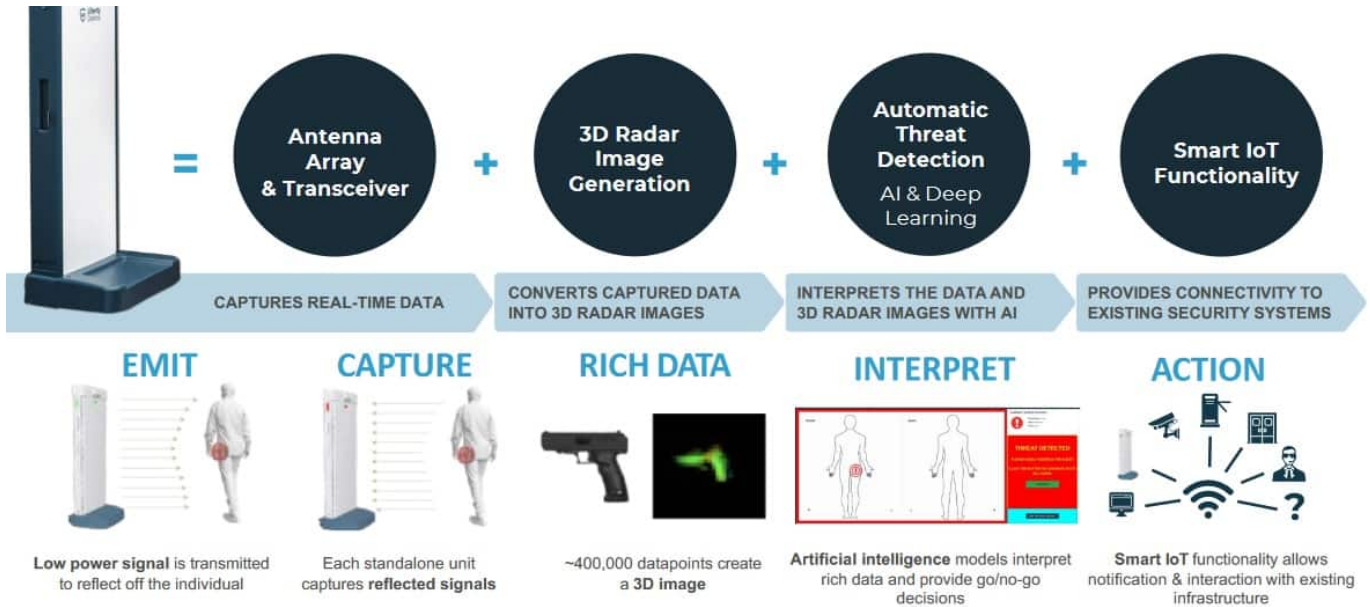 Liberty
Antenna
Array
& Transceiver
3D Radar
Image
Generation
Automatic
Threat
Detection
AI & Deep
Learning
Smart IoT
Functionality
=
+
+
+
CAPTURES REAL-TIME DATA
CONVERTS CAPTURED DATA
INTO 3D RADAR IMAGES
INTERPRETS THE DATA AND
3D RADAR IMAGES WITH AI
PROVIDES CONNECTIVITY TO
EXISTING SECURITY SYSTEMS
EMIT
CAPTURE
RICH DATA
INTERPRET
ACTION
THREAT DETECTED
?
Low power signal is transmitted
to reflect off the individual
Each standalone unit
captures reflected signals
~400,000 datapoints create
a 3D image
Artificial intelligence models interpret
rich data and provide go/no-go
decisions
Smart IoT functionality allows
notification & interaction with existing
infrastructure